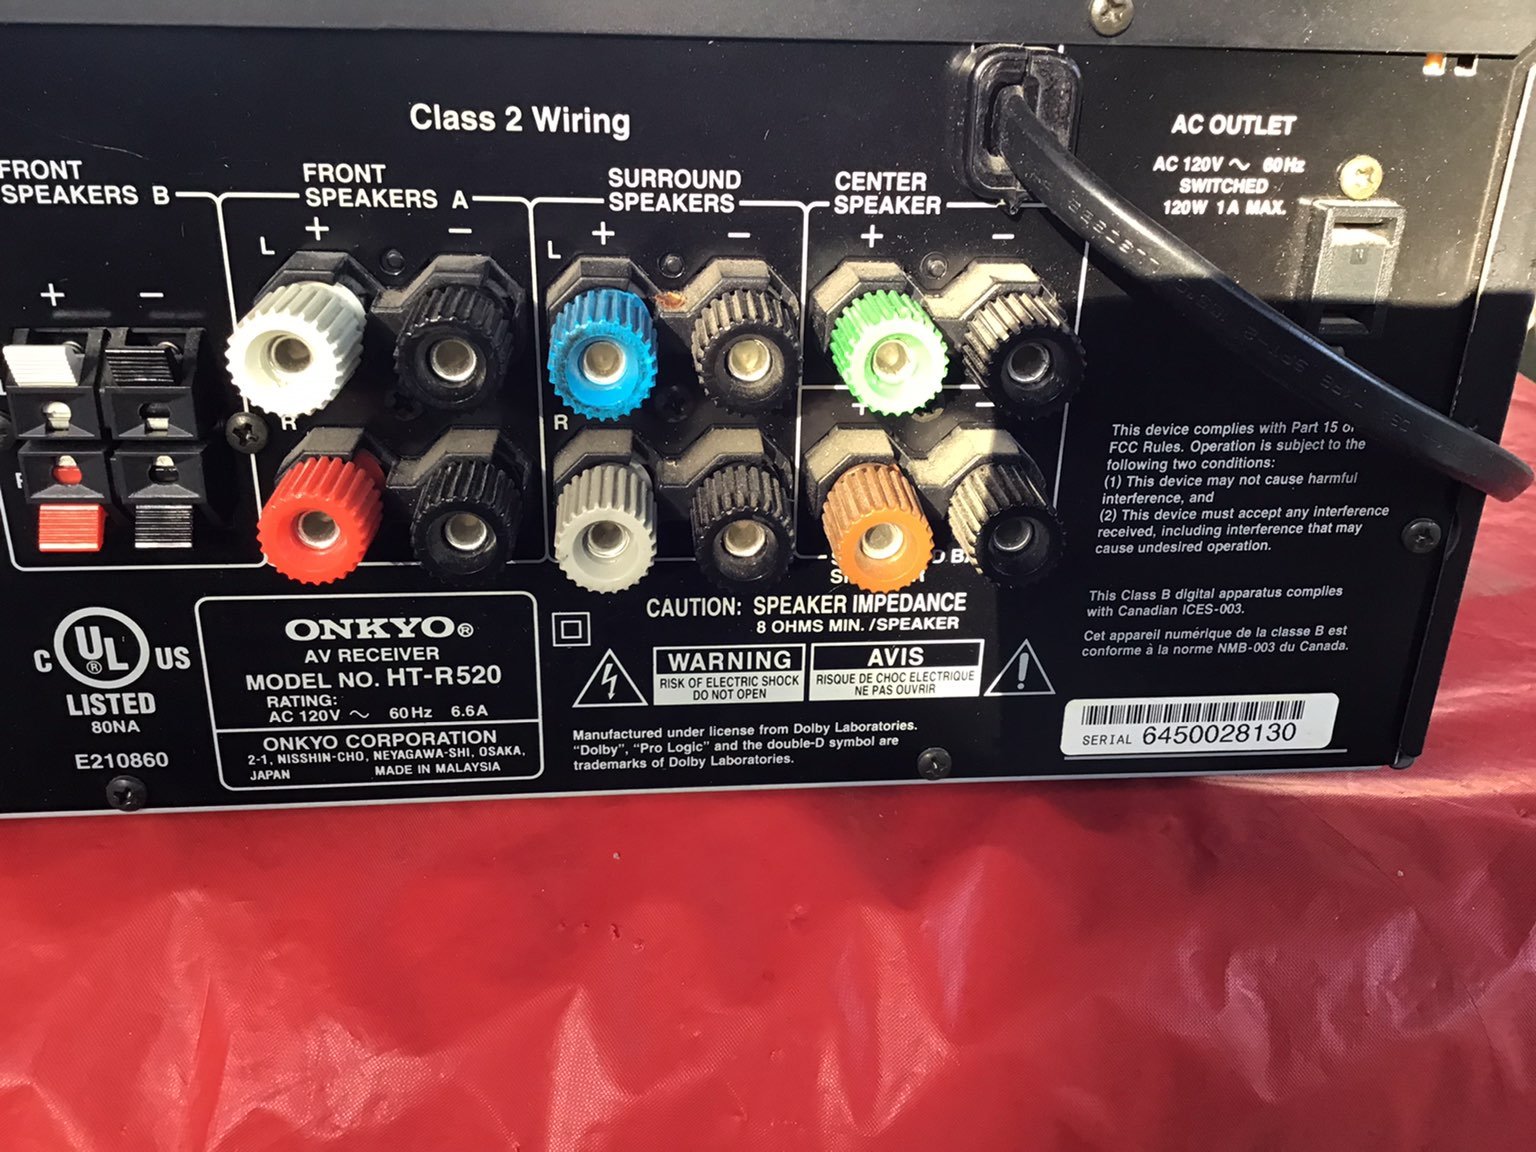 Class 2 Wiring
FRONT
SPEAKERS B
+ −
FRONT
SPEAKERS A
L + −
R
SURROUND
SPEAKERS
L + −
R
CENTER
SPEAKER
+ −
+ −
AC OUTLET
AC 120V ~ 60Hz
SWITCHED
120W 1A MAX.
This device complies with Part 15
FCC Rules. Operation is subject to the
following two conditions:
(1) This device may not cause harmful
interference, and
(2) This device must accept any interference
received, including interference that may
cause undesired operation.
This Class B digital apparatus complies
with Canadian ICES-003.
Cet appareil numérique de la classe B est
conforme à la norme NMB-003 du Canada.
SERIAL 6450028130
C UL ® US
LISTED
80NA
E210860
ONKYO®
AV RECEIVER
MODEL NO. HT-R520
RATING:
AC 120V ~ 60Hz 6.6A
ONKYO CORPORATION
2-1, NISSHIN-CHO, NEYAGAWA-SHI, OSAKA,
JAPAN MADE IN MALAYSIA
CAUTION: SPEAKER IMPEDANCE
8 OHMS MIN. /SPEAKER
WARNING
RISK OF ELECTRIC SHOCK
DO NOT OPEN
AVIS
RISQUE DE CHOC ELECTRIQUE
NE PAS OUVRIR
Manufactured under license from Dolby Laboratories.
"Dolby", "Pro Logic" and the double-D symbol are
trademarks of Dolby Laboratories.